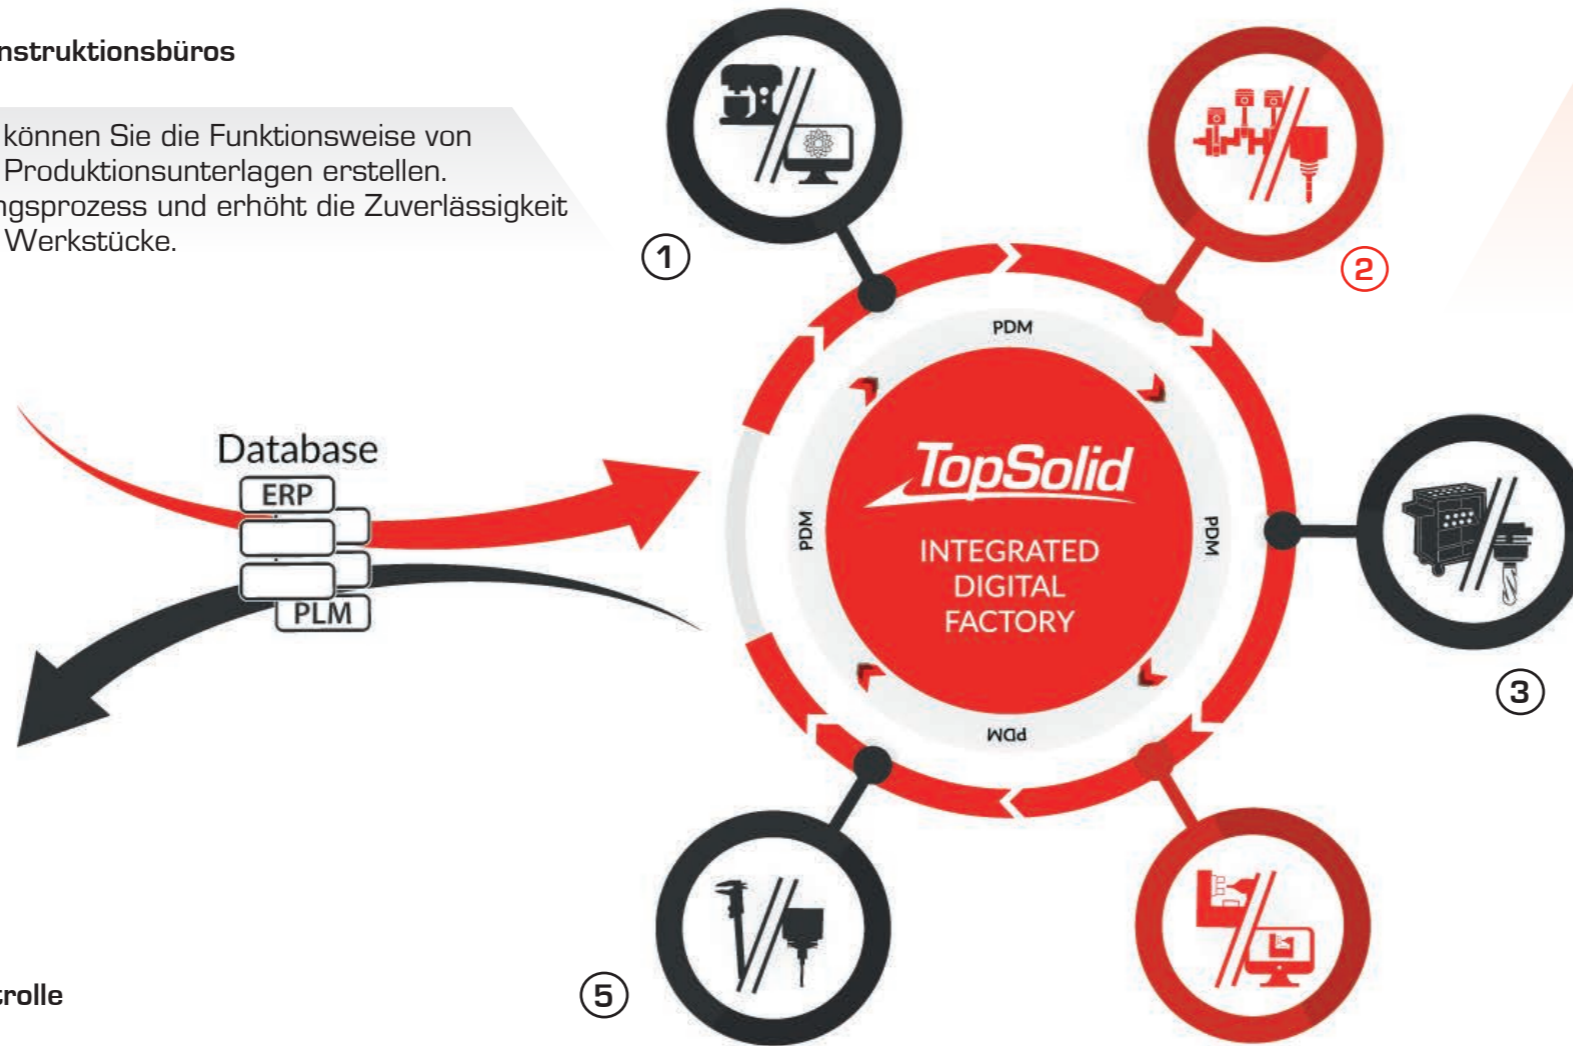 nstruktionsbüros
können Sie die Funktionsweise von
Produktionsunterlagen erstellen.
ngsprozess und erhöht die Zuverlässigkeit
Werkstücke.
1
2
PDM
Database
ERP
PLM
PDM
TopSolid
INTEGRATED
DIGITAL
FACTORY
PDM
3
PDM
5
trolle